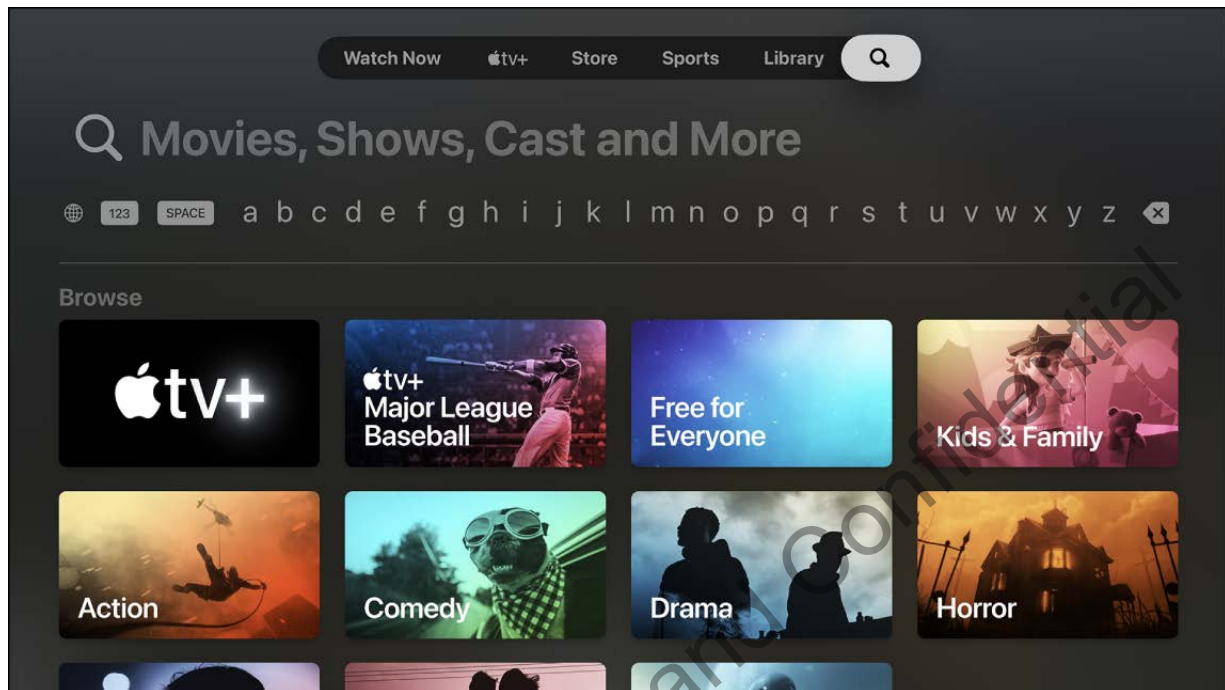 Watch Now tv+ Store Sports Library
Movies, Shows, Cast and More
123 SPACE a b c d e f g h i j k l m n o p q r s t u v w x y z
Browse
tv+
tv+
Major League
Baseball
Free for
Everyone
Kids & Family
Action
Comedy
Drama
Horror
and Confidential